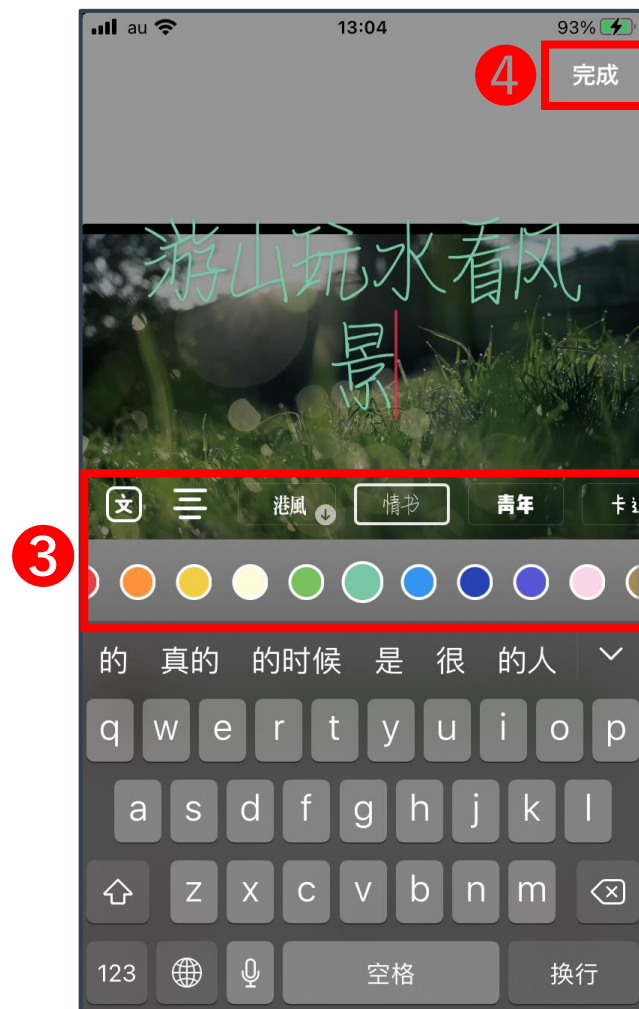 au 13:04 93%
4 完成
游山玩水看风
景
3
文 港風 情书 青年 卡通
的 真的 的时候 是 很 的人
q w e r t y u i o p
a s d f g h j k l
z x c v b n m
123 空格 换行